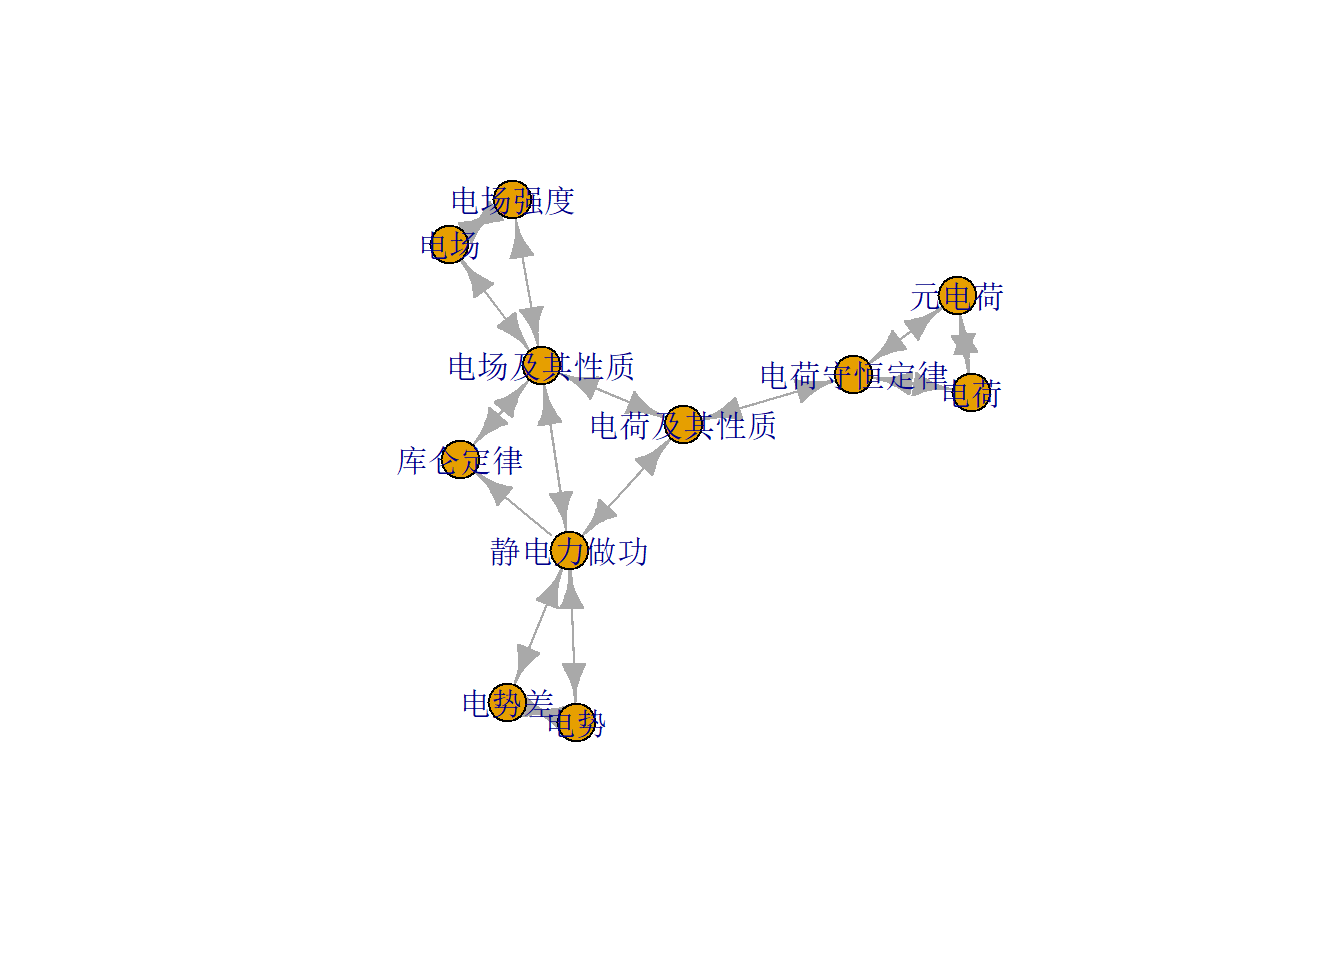 电场强度
电场
元电荷
电场及其性质
电荷守恒定律
电荷
电荷及其性质
库仑定律
静电力做功
电势差
电势